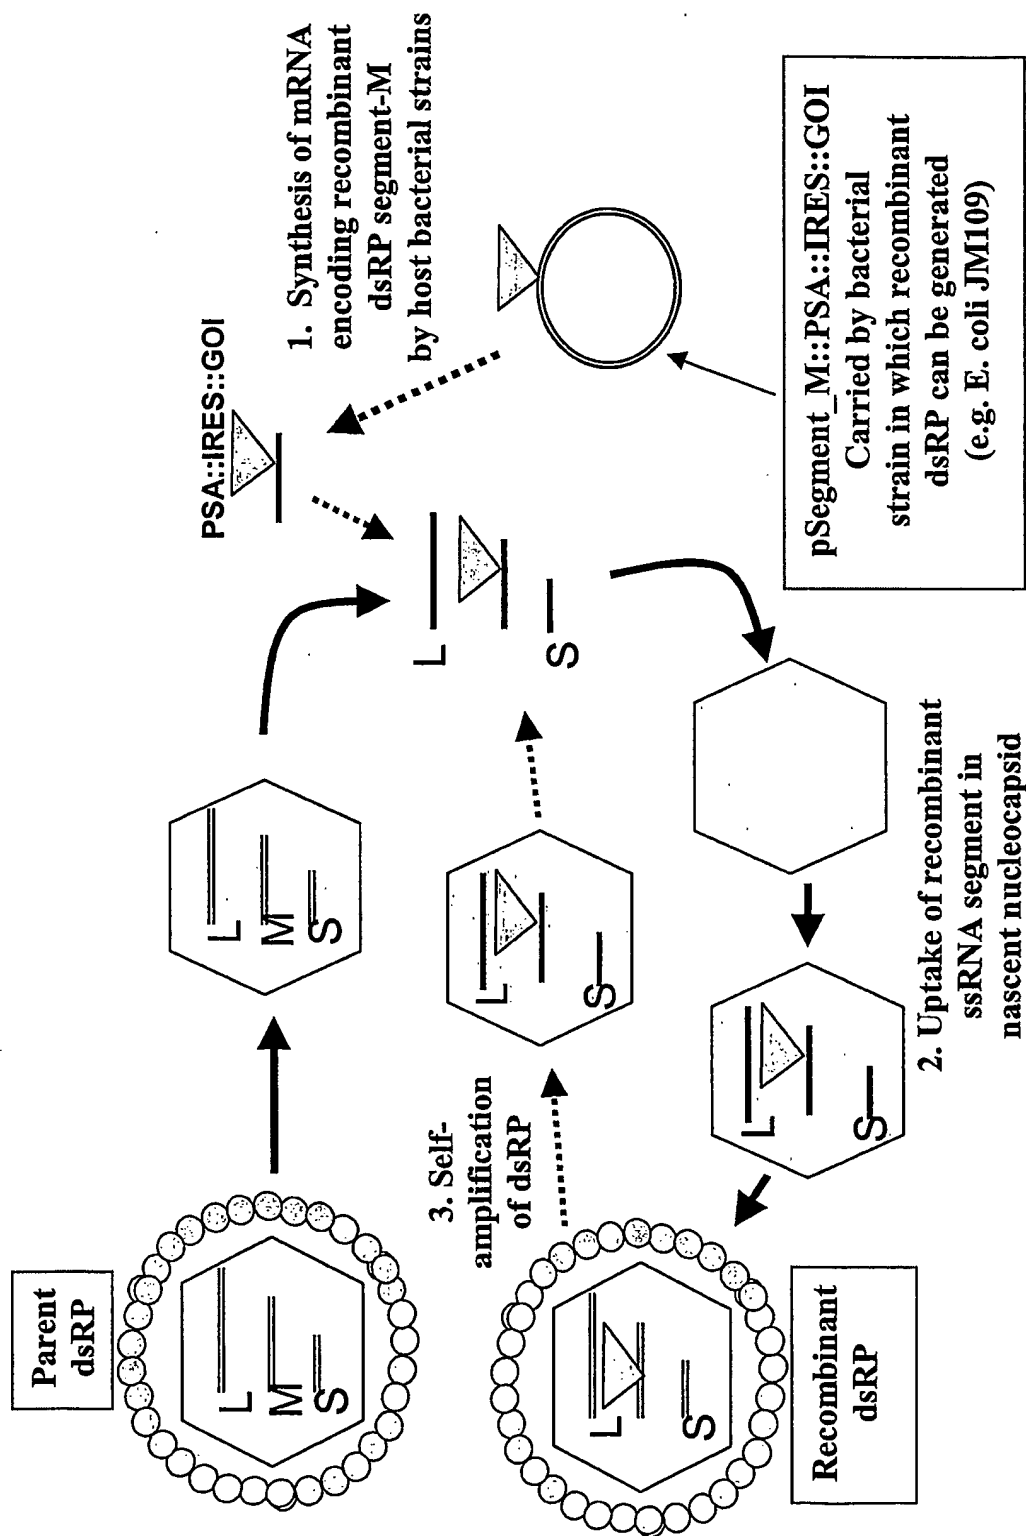 Parent
dsRP
L
M
S
L
M
S
PSA::IRES::GOI
1. Synthesis of mRNA
encoding recombinant
dsRP segment-M
by host bacterial strains
3. Self-
amplification
of dsRP
L
S
L
S
L
S
Recombinant
dsRP
L
S
2. Uptake of recombinant
ssRNA segment in
nascent nucleocapsid
pSegment_M::PSA::IRES::GOI
Carried by bacterial
strain in which recombinant
dsRP can be generated
(e.g. E. coli JM109)